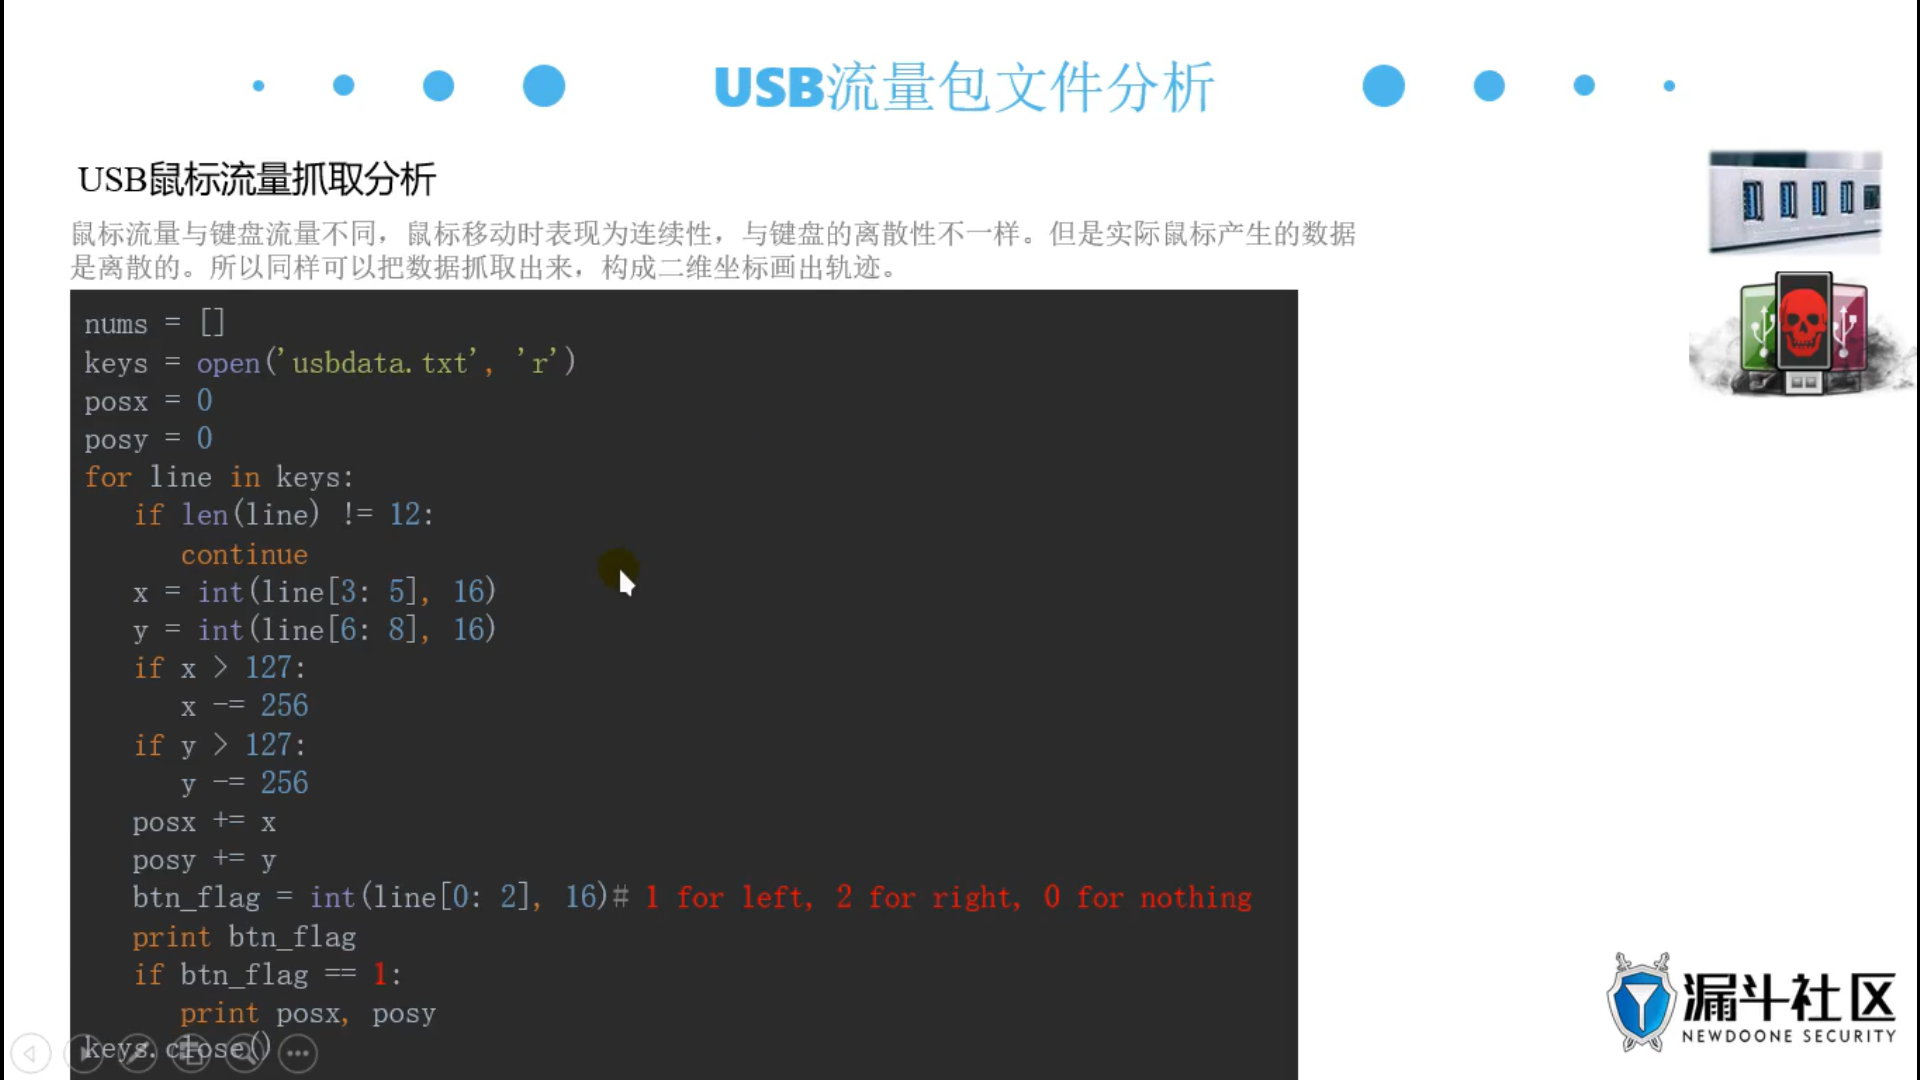 USB流量包文件分析
USB鼠标流量抓取分析
鼠标流量与键盘流量不同，鼠标移动时表现为连续性，与键盘的离散性不一样。但是实际鼠标产生的数据
是离散的。所以同样可以把数据抓取出来，构成二维坐标画出轨迹。
nums = []
keys = open('usbdata.txt', 'r')
posx = 0
posy = 0
for line in keys:
if len(line) != 12:
continue
x = int(line[3: 5], 16)
y = int(line[6: 8], 16)
if x > 127:
x -= 256
if y > 127:
y -= 256
posx += x
posy += y
btn_flag = int(line[0: 2], 16)# 1 for left, 2 for right, 0 for nothing
print btn_flag
if btn_flag == 1:
print posx, posy
keys.close()
漏斗社区
NEWDOONE SECURITY